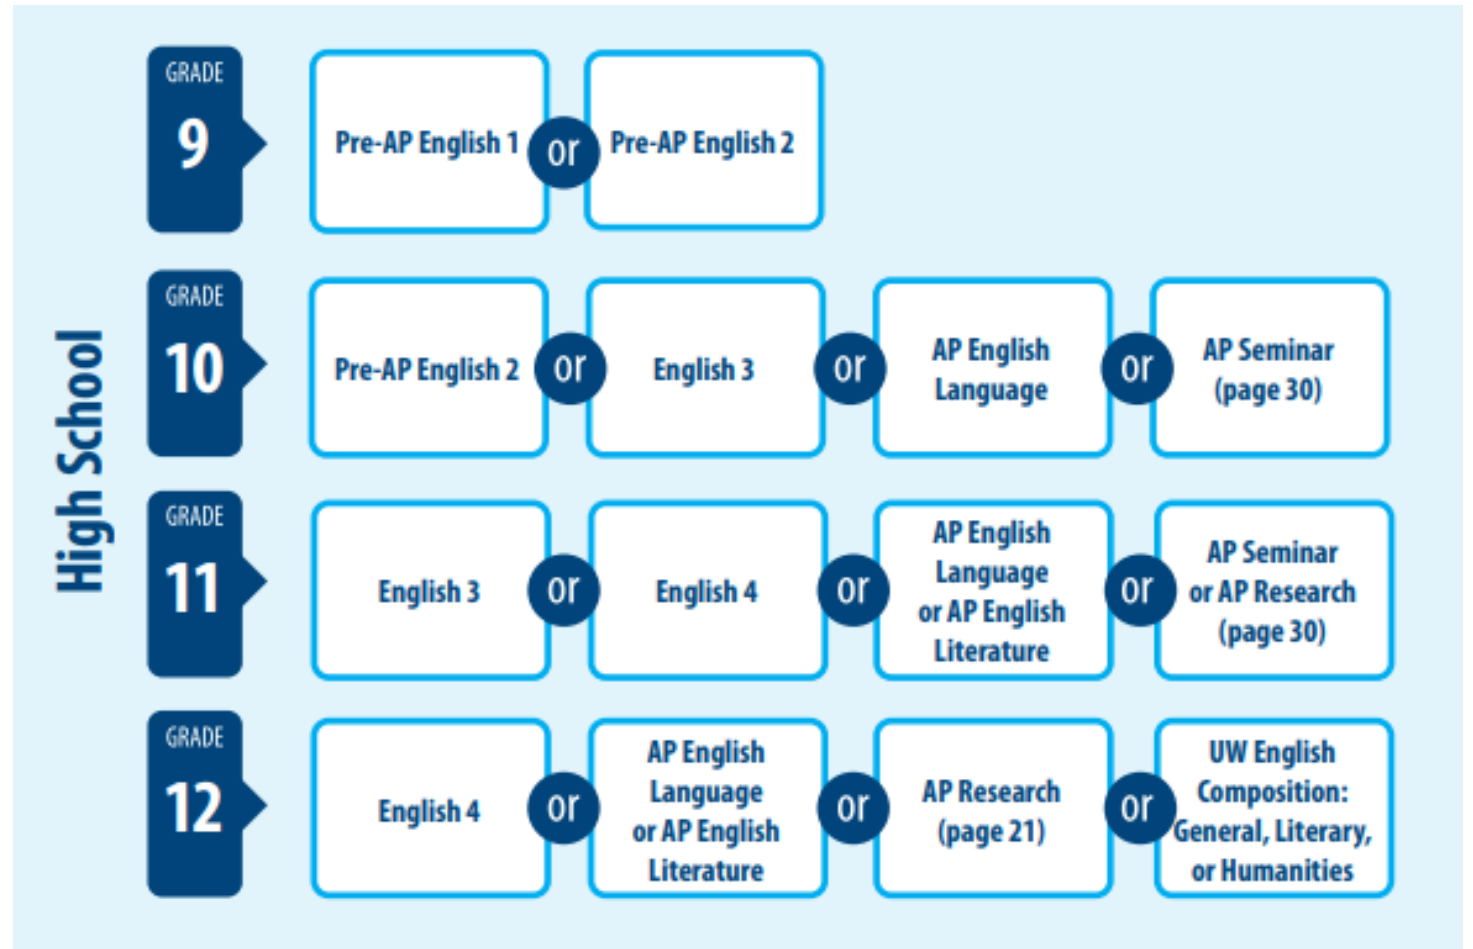 High School
GRADE
9
Pre-AP English 1
or
Pre-AP English 2
GRADE
10
Pre-AP English 2
or
English 3
or
AP English
Language
or
AP Seminar
(page 30)
GRADE
11
English 3
or
English 4
or
AP English
Language
or AP English
Literature
or
AP Seminar
or AP Research
(page 30)
GRADE
12
English 4
or
AP English
Language
or AP English
Literature
or
AP Research
(page 21)
or
UW English
Composition:
General, Literary,
or Humanities